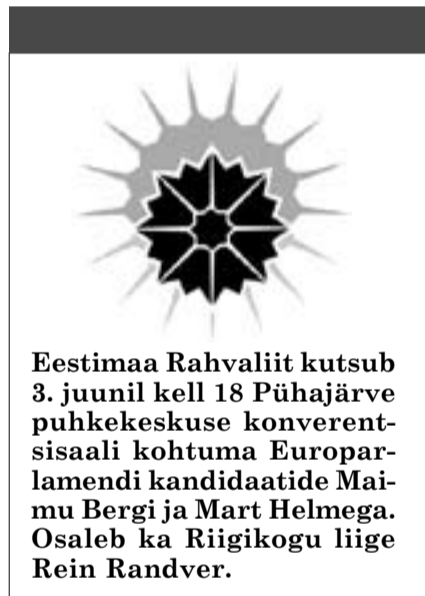 Eestimaa Rahvaliit kutsub
3. juunil kell 18 Pühajärve
puhkekeskuse konverent-
sisaali kohtuma Europar-
lamendi kandidaatide Mai-
mu Bergi ja Mart Helmega.
Osaleb ka Riigikogu liige
Rein Randver.